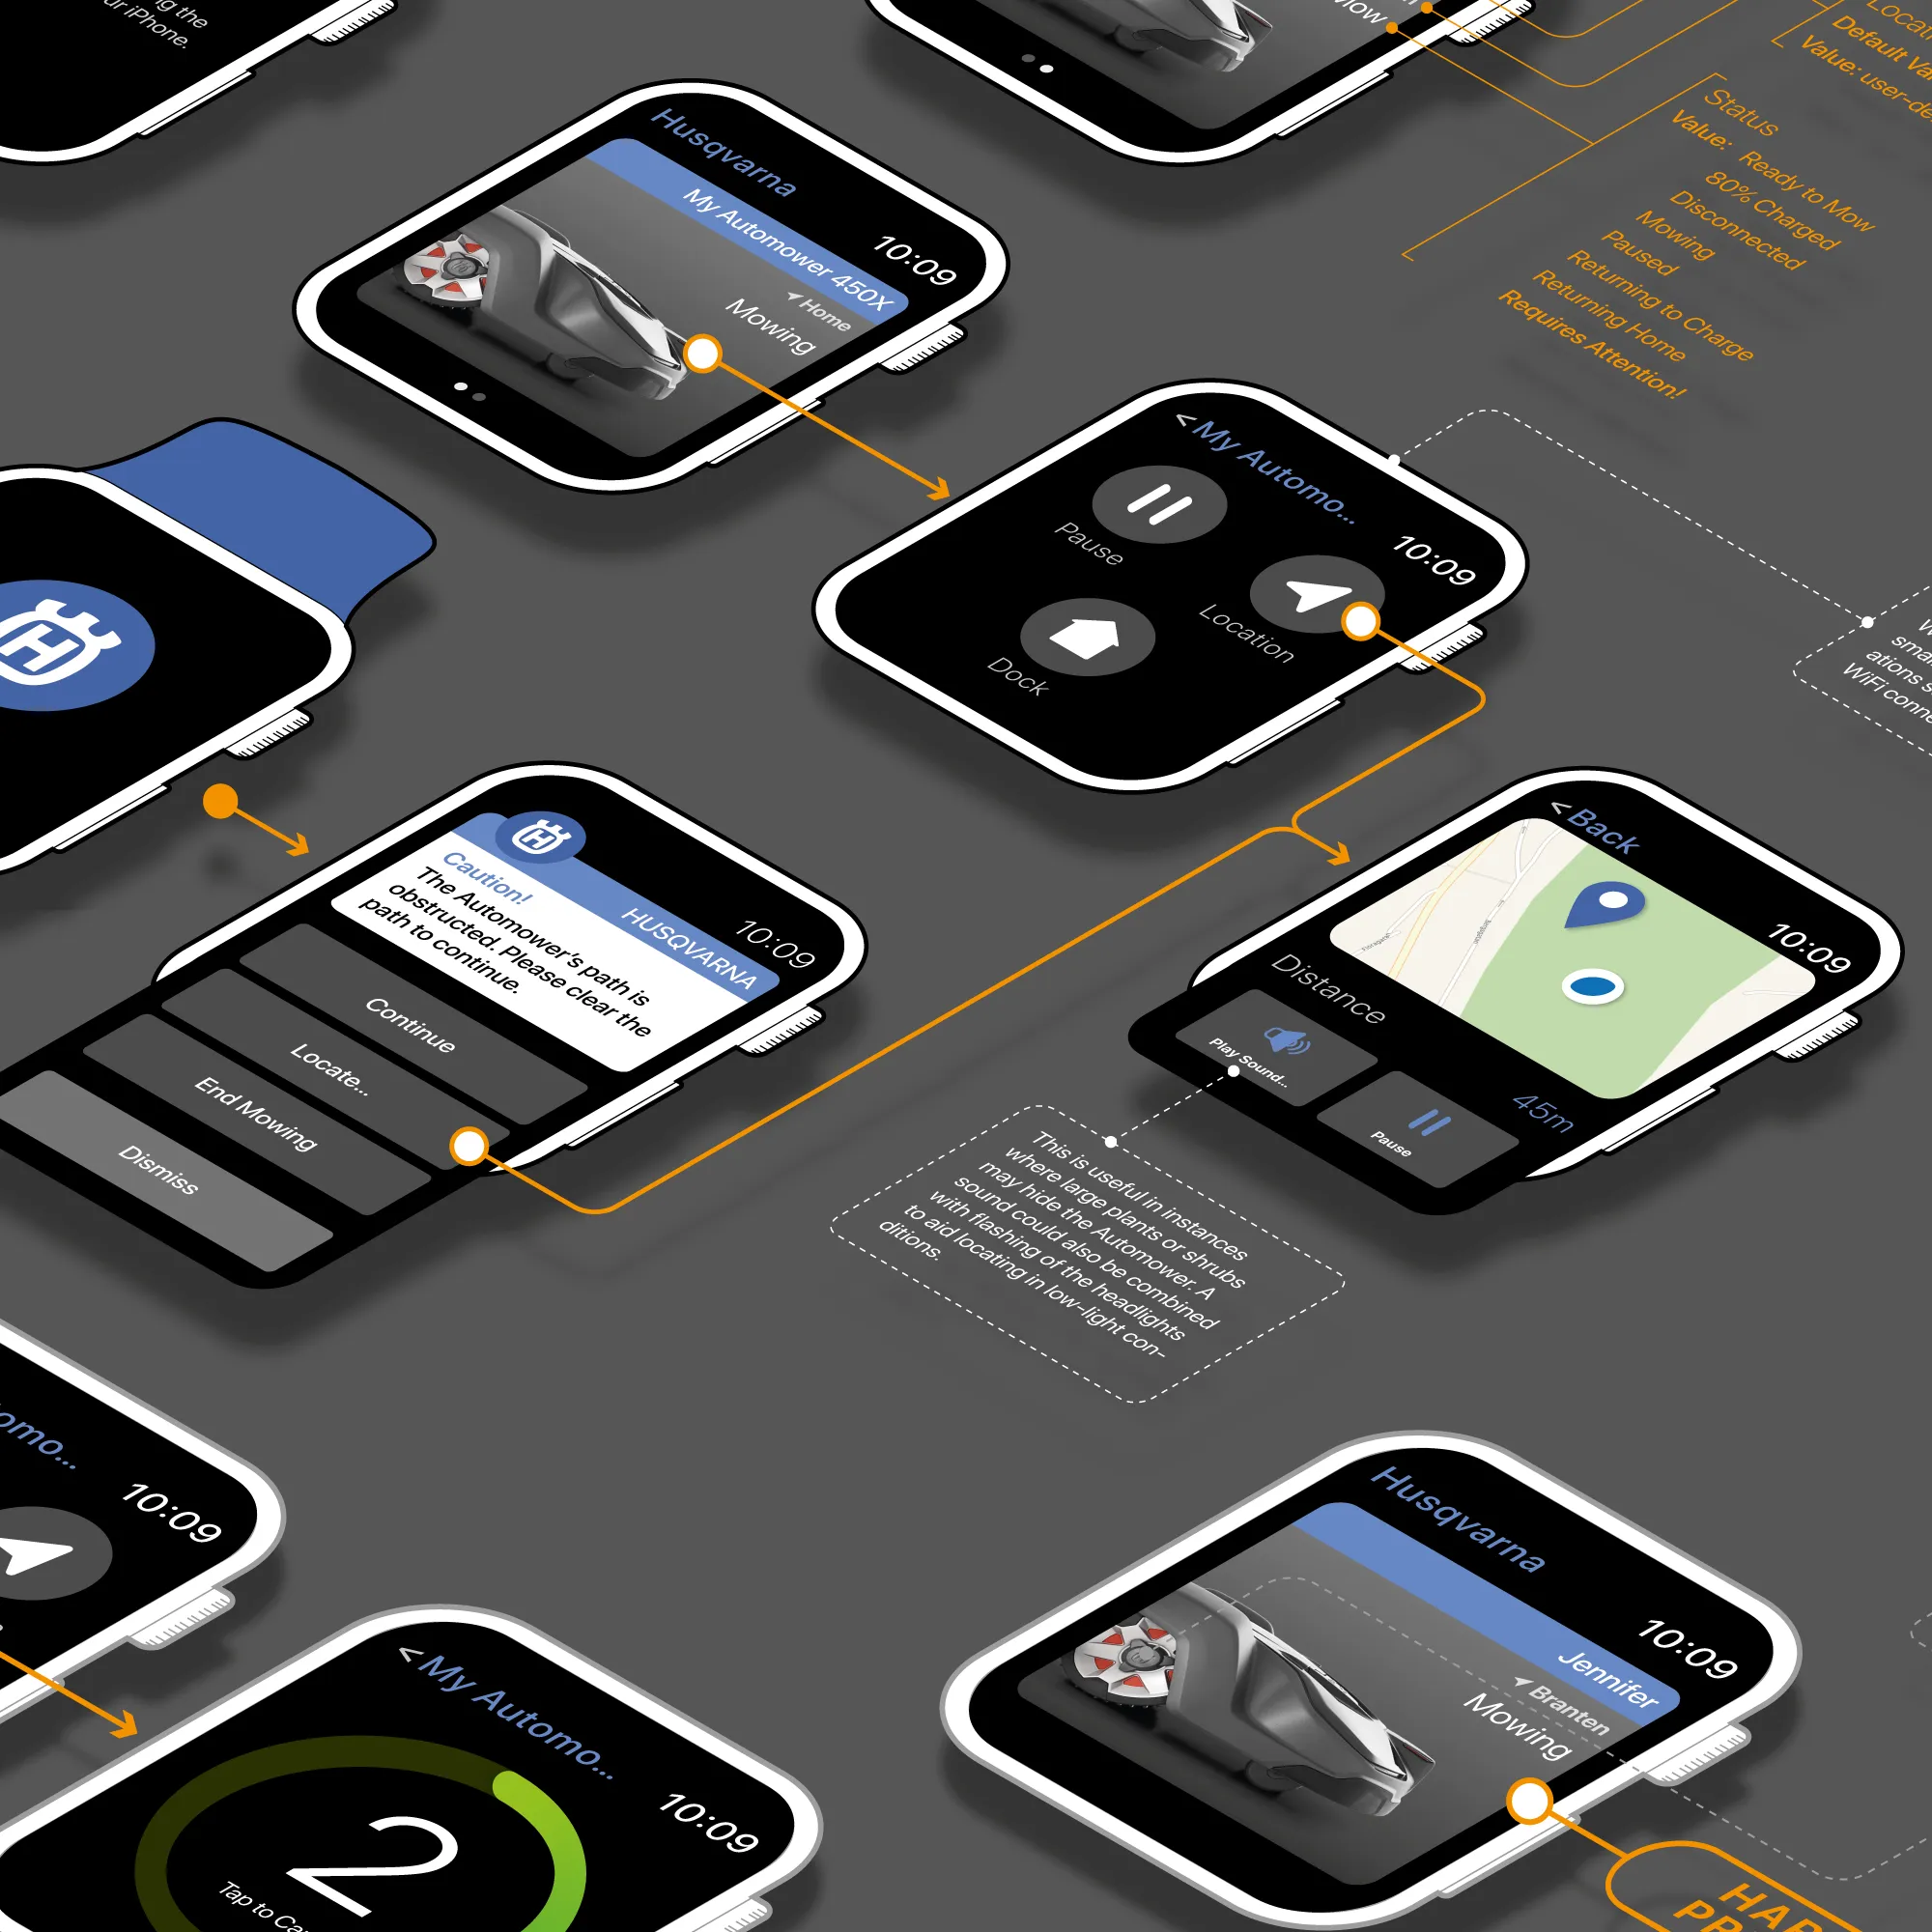 ng the
ur iPhone.
Mow
Husqvarna
10:09
My Automower 450X
Home
Mowing
Default Val
Value: user-de
Status
Value: Ready to Mow
80% Charged
Disconnected
Mowing
Paused
Returning to Charge
Returning Home
Requires Attention!
< My Automo...
10:09
Pause
Location
Dock
sma
ations s
WiFi conne
H
H
HUSQVARNA
10:09
Caution!
The Automower's path is
obstructed. Please clear the
path to continue.
Continue
Locate...
End Mowing
Dismiss
< Back
10:09
Distance
45m
Play Sound...
Pause
This is useful in instances
where large plants or shrubs
may hide the Automower. A
sound could also be combined
with flashing of the headlights
to aid locating in low-light con-
ditions.
omo...
10:09
< My Automo...
10:09
2
Tap to Ca
Husqvarna
10:09
Jennifer
Branten
Mowing
HAP
PR